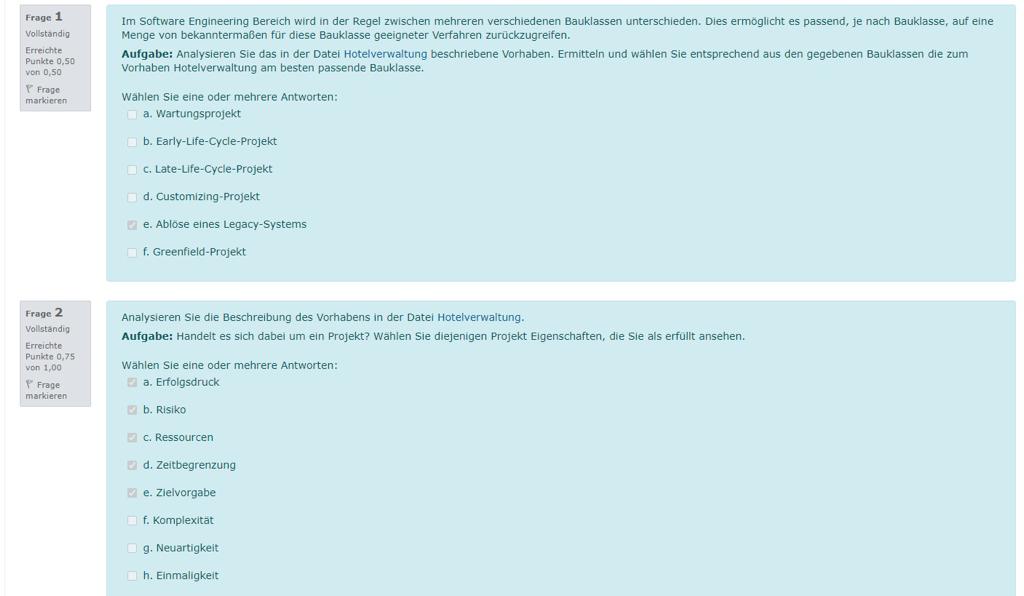 Frage 1
Vollständig
Erreichte
Punkte 0,50
von 0,50
Frage
markieren
Im Software Engineering Bereich wird in der Regel zwischen mehreren verschiedenen Bauklassen unterschieden. Dies ermöglicht es passend, je nach Bauklasse, auf eine
Menge von bekanntermaßen für diese Bauklasse geeigneter Verfahren zurückzugreifen.
Aufgabe: Analysieren Sie das in der Datei Hotelverwaltung beschriebene Vorhaben. Ermitteln und wählen Sie entsprechend aus den gegebenen Bauklassen die zum
Vorhaben Hotelverwaltung am besten passende Bauklasse.
Wählen Sie eine oder mehrere Antworten:
a. Wartungsprojekt
b. Early-Life-Cycle-Projekt
c. Late-Life-Cycle-Projekt
d. Customizing-Projekt
e. Ablöse eines Legacy-Systems
f. Greenfield-Projekt
Frage 2
Vollständig
Erreichte
Punkte 0,75
von 1,00
Frage
markieren
Analysieren Sie die Beschreibung des Vorhabens in der Datei Hotelverwaltung.
Aufgabe: Handelt es sich dabei um ein Projekt? Wählen Sie diejenigen Projekt Eigenschaften, die Sie als erfüllt ansehen.
Wählen Sie eine oder mehrere Antworten:
a. Erfolgsdruck
b. Risiko
c. Ressourcen
d. Zeitbegrenzung
e. Zielvorgabe
f. Komplexität
g. Neuartigkeit
h. Einmaligkeit